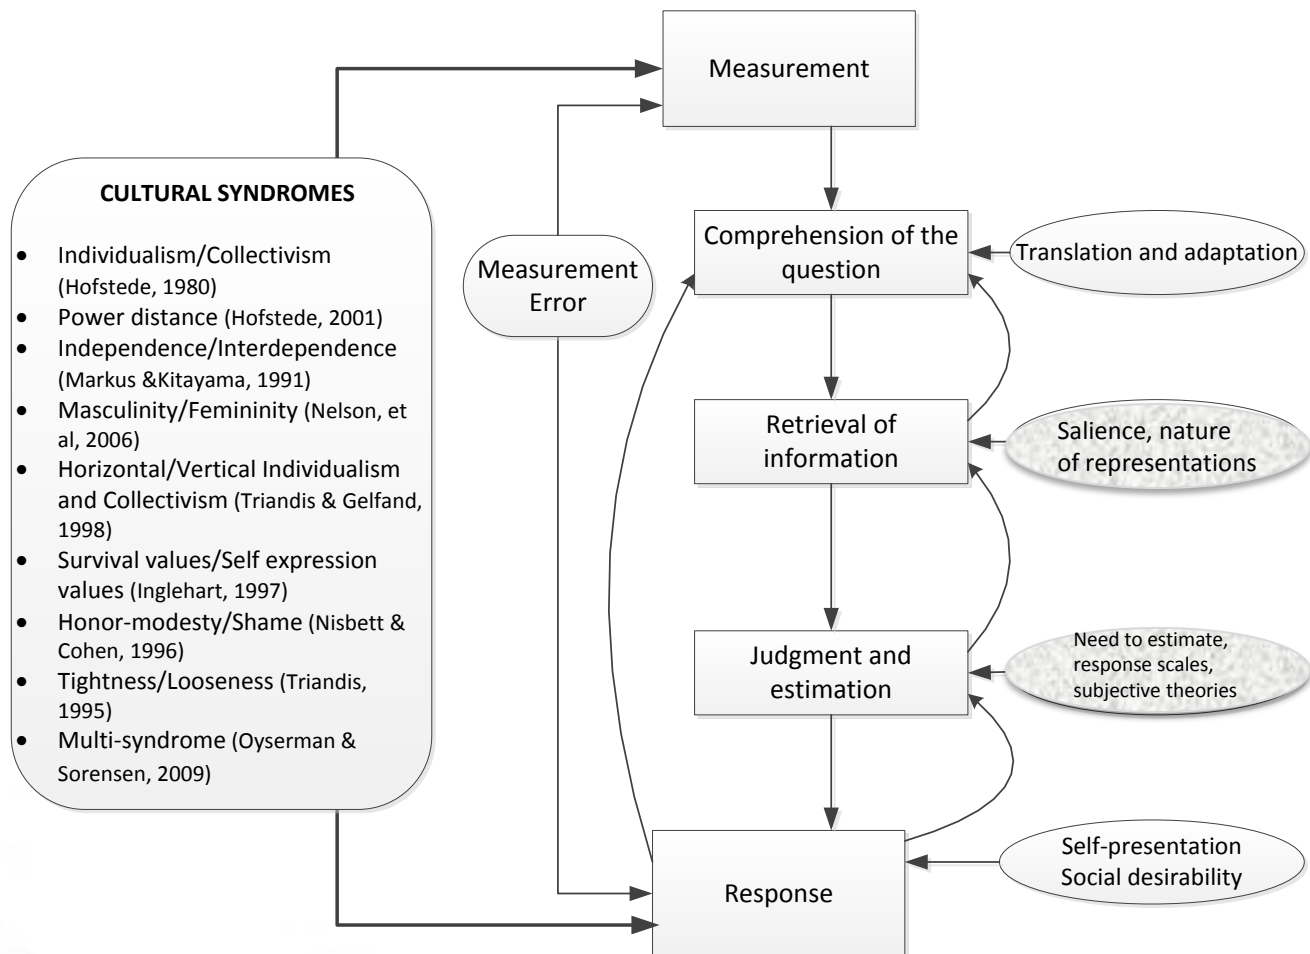 Measurement
CULTURAL SYNDROMES
• Individualism/Collectivism
(Hofstede, 1980)
• Power distance (Hofstede, 2001)
• Independence/Interdependence
(Markus &Kitayama, 1991)
• Masculinity/Femininity (Nelson, et
al, 2006)
• Horizontal/Vertical Individualism
and Collectivism (Triandis & Gelfand,
1998)
• Survival values/Self expression
values (Inglehart, 1997)
• Honor-modesty/Shame (Nisbett &
Cohen, 1996)
• Tightness/Looseness (Triandis,
1995)
• Multi-syndrome (Oyserman &
Sorensen, 2009)
Measurement
Error
Comprehension of the
question
Translation and adaptation
Retrieval of
information
Salience, nature
of representations
Judgment and
estimation
Need to estimate,
response scales,
subjective theories
Response
Self-presentation
Social desirability